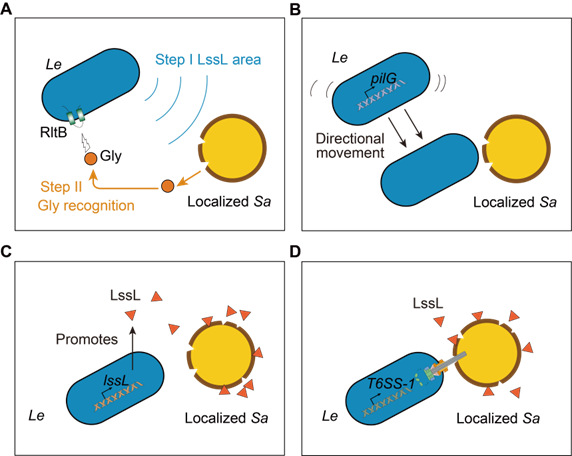 A
Le
Step I LssL area
RltB
Gly
Step II
Gly recognition
Localized Sa
B
Le
pilG
Directional
movement
Localized Sa
C
LssL
Promotes
lssL
Le
Localized Sa
D
LssL
T6SS-1
Le
Localized Sa